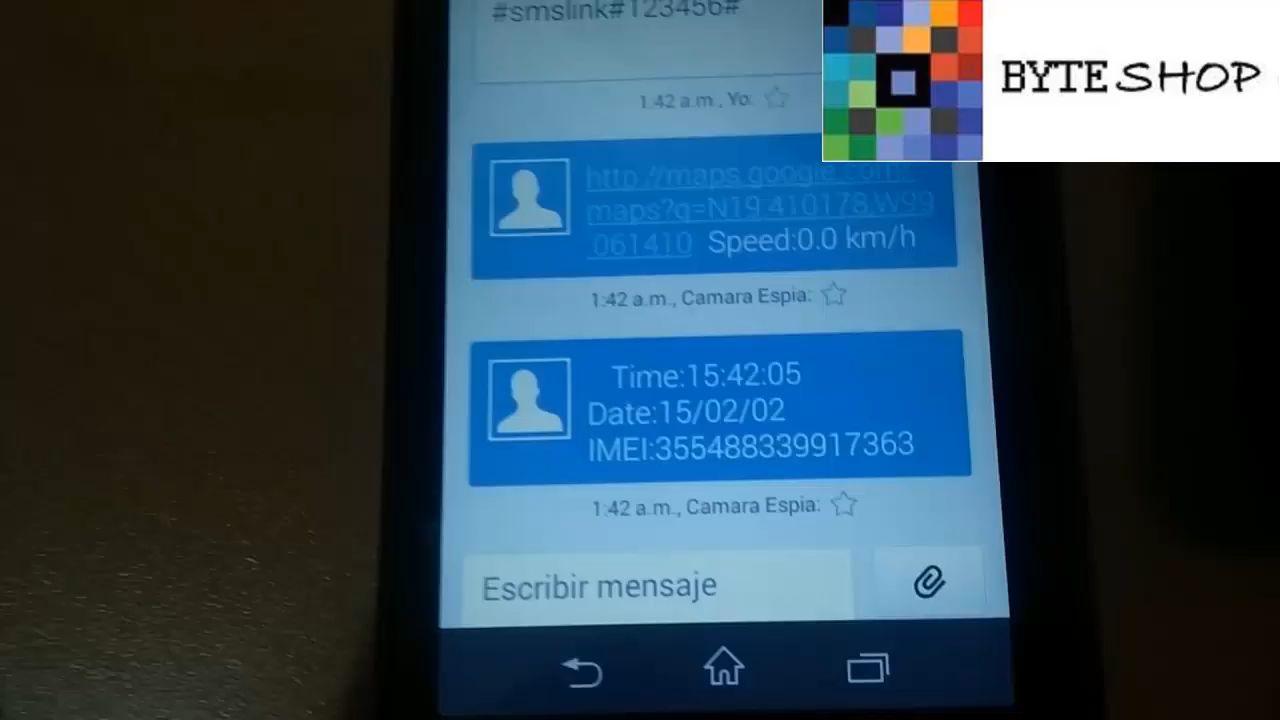 #smslink#123456#
BYTE SHOP
1:42 a.m., Yo:
http://maps.google.com/
maps?q=N19.410178,W99
.061410 Speed:0.0 km/h
1:42 a.m., Camara Espia:
Time:15:42:05
Date:15/02/02
IMEI:355488339917363
1:42 a.m., Camara Espia:
Escribir mensaje